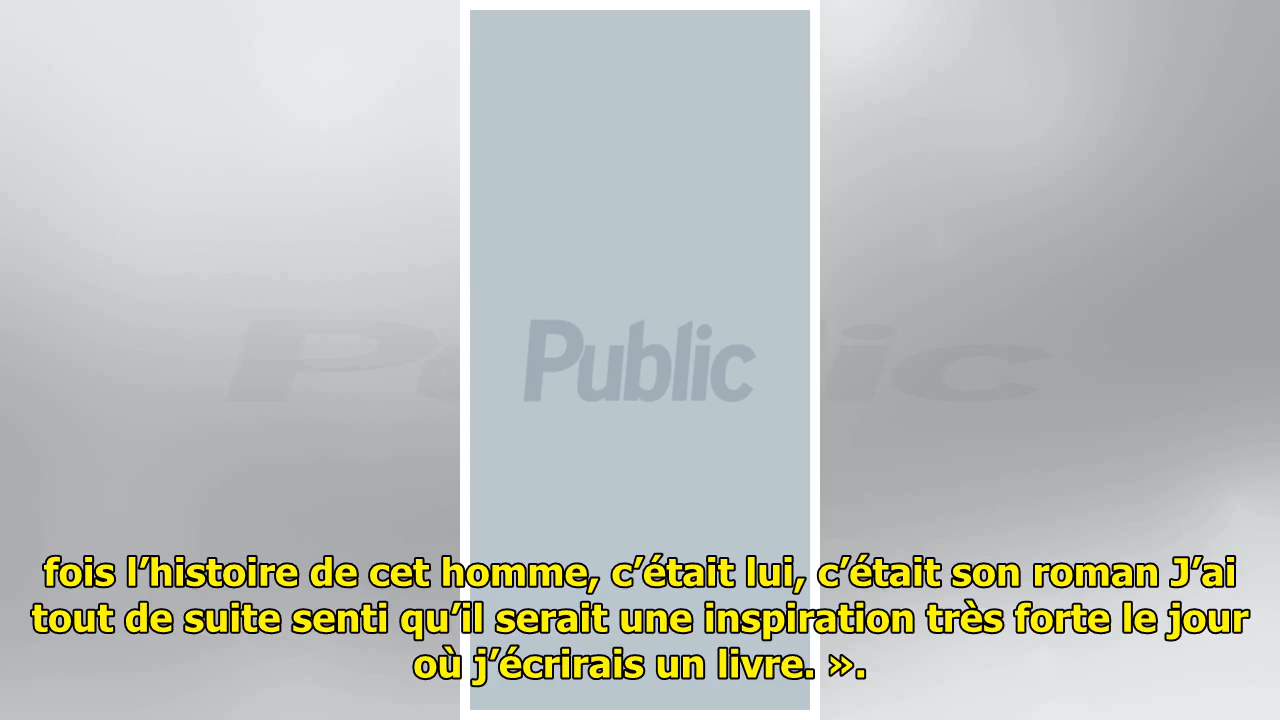 Public
fois l’histoire de cet homme, c’était lui, c’était son roman J’ai
tout de suite senti qu’il serait une inspiration très forte le jour
où j’écrirais un livre. ».